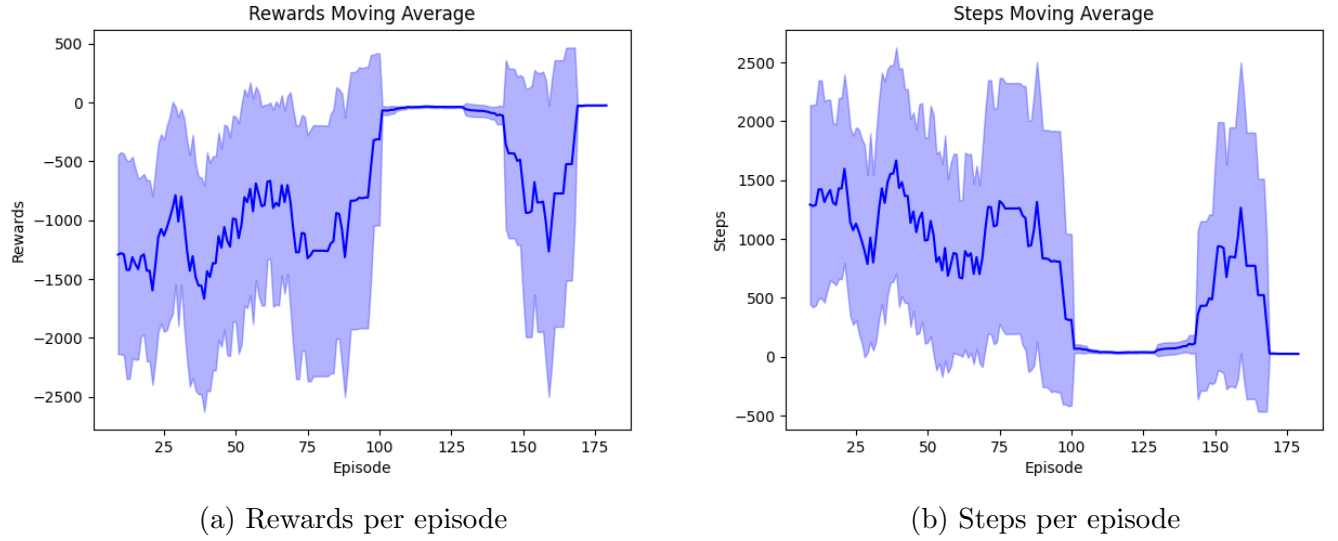 Rewards Moving Average
500
0
−500
−1000
−1500
−2000
−2500
Rewards
25 50 75 100 125 150 175
Episode
(a) Rewards per episode
Steps Moving Average
2500
2000
1500
1000
500
0
−500
Steps
25 50 75 100 125 150 175
Episode
(b) Steps per episode